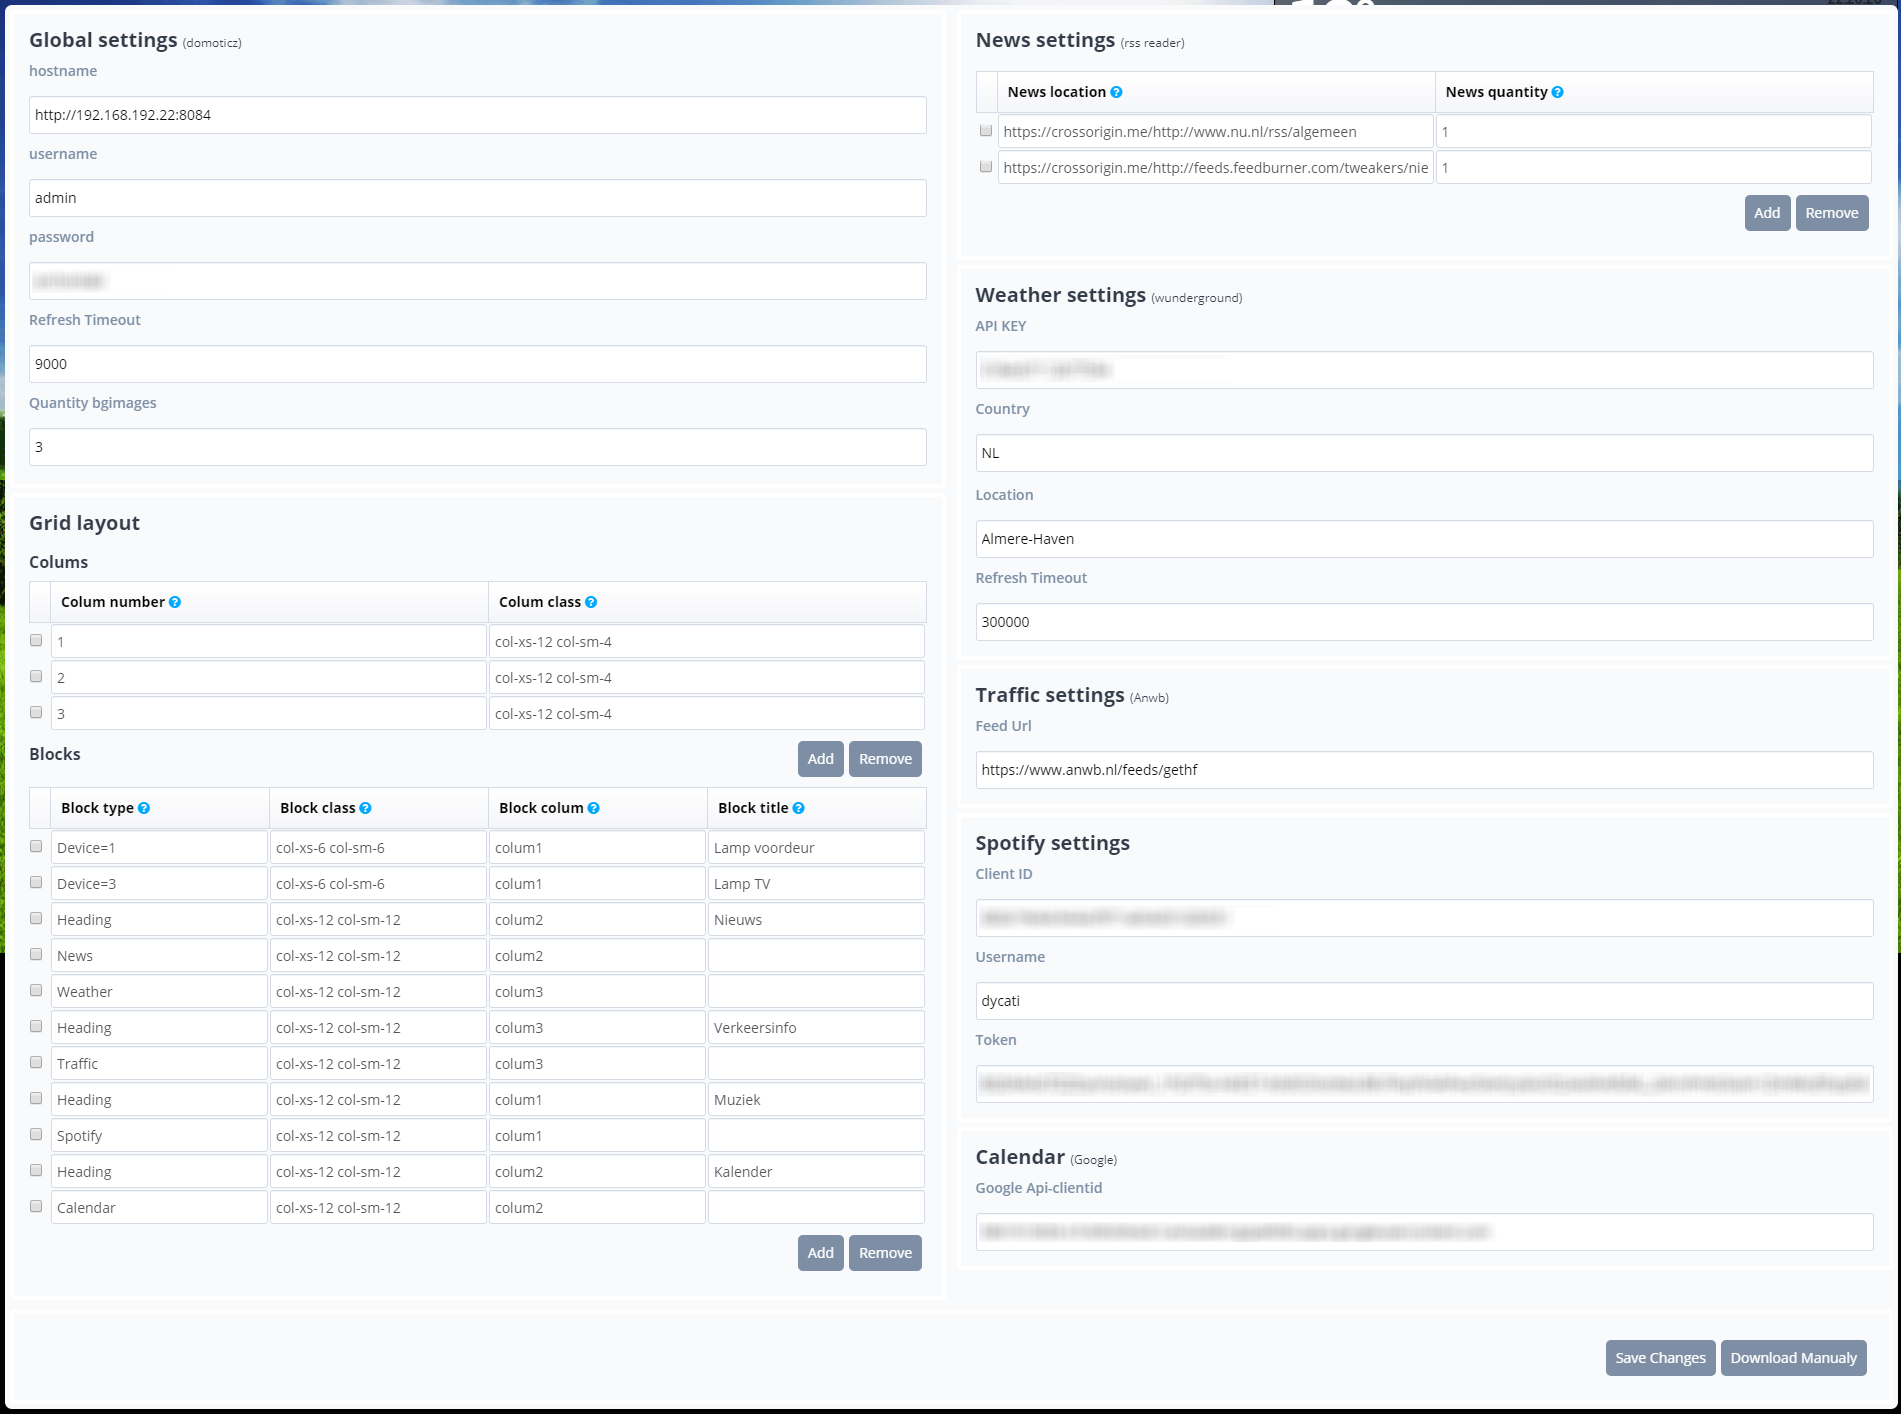 Global settings (domoticz)
hostname
http://192.168.192.22:8084
username
admin
password
Refresh Timeout
9000
Quantity bgimages
3
Grid layout
Colums
Colum number Colum class
1 col-xs-12 col-sm-4
2 col-xs-12 col-sm-4
3 col-xs-12 col-sm-4
Add Remove
Blocks
Block type Block class Block colum Block title
Device=1 col-xs-6 col-sm-6 colum1 Lamp voordeur
Device=3 col-xs-6 col-sm-6 colum1 Lamp TV
Heading col-xs-12 col-sm-12 colum2 Nieuws
News col-xs-12 col-sm-12 colum2
Weather col-xs-12 col-sm-12 colum3
Heading col-xs-12 col-sm-12 colum3 Verkeersinfo
Traffic col-xs-12 col-sm-12 colum3
Heading col-xs-12 col-sm-12 colum1 Muziek
Spotify col-xs-12 col-sm-12 colum1
Heading col-xs-12 col-sm-12 colum2 Kalender
Calendar col-xs-12 col-sm-12 colum2
Add Remove
News settings (rss reader)
News location News quantity
https://crossorigin.me/http://www.nu.nl/rss/algemeen 1
https://crossorigin.me/http://feeds.feedburner.com/tweakers/nie 1
Add Remove
Weather settings (wunderground)
API KEY
Country
NL
Location
Almere-Haven
Refresh Timeout
300000
Traffic settings (Anwb)
Feed Url
https://www.anwb.nl/feeds/gethf
Spotify settings
Client ID
Username
dycati
Token
Calendar (Google)
Google Api-clientid
Save Changes Download Manualy